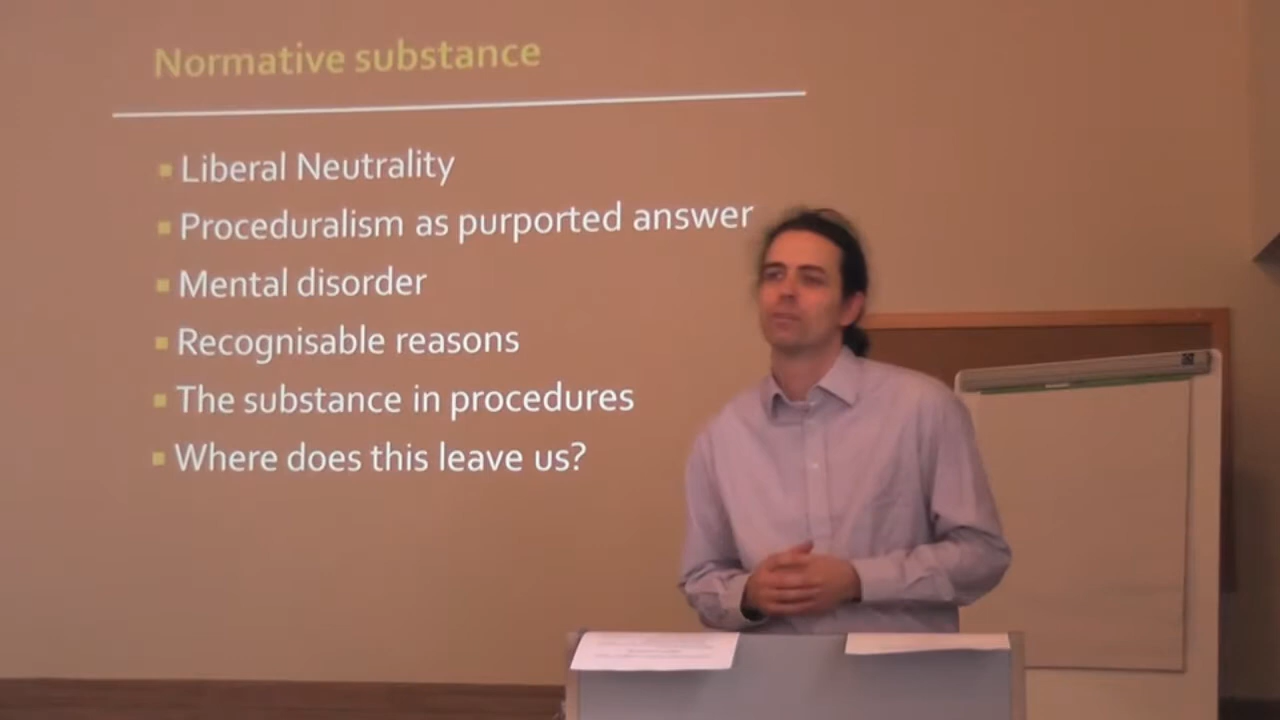 Normative substance
Liberal Neutrality
Proceduralism as purported answer
Mental disorder
Recognisable reasons
The substance in procedures
Where does this leave us?